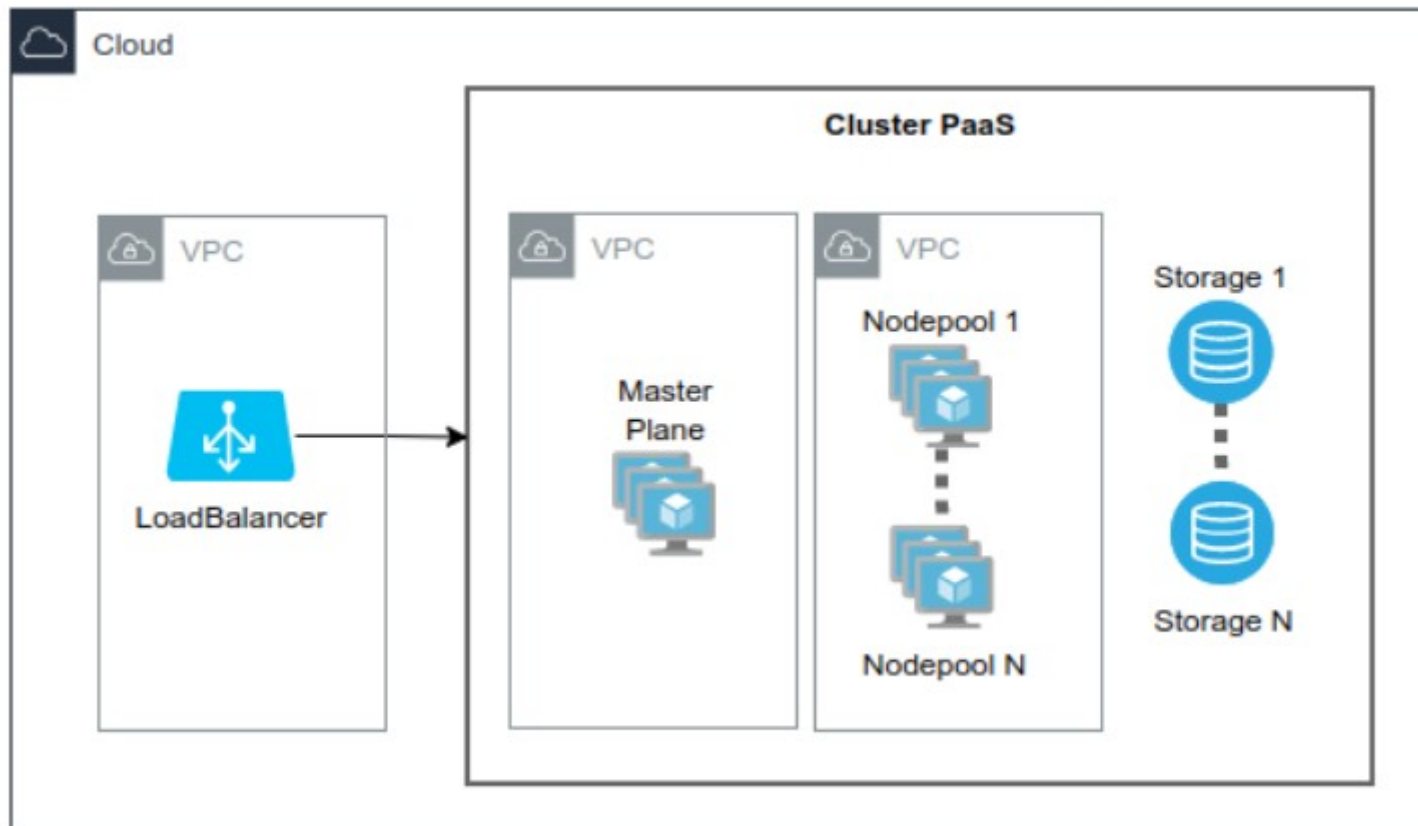 Cloud
Cluster PaaS
VPC
LoadBalancer
VPC
Master
Plane
VPC
Nodepool 1
Nodepool N
Storage 1
Storage N